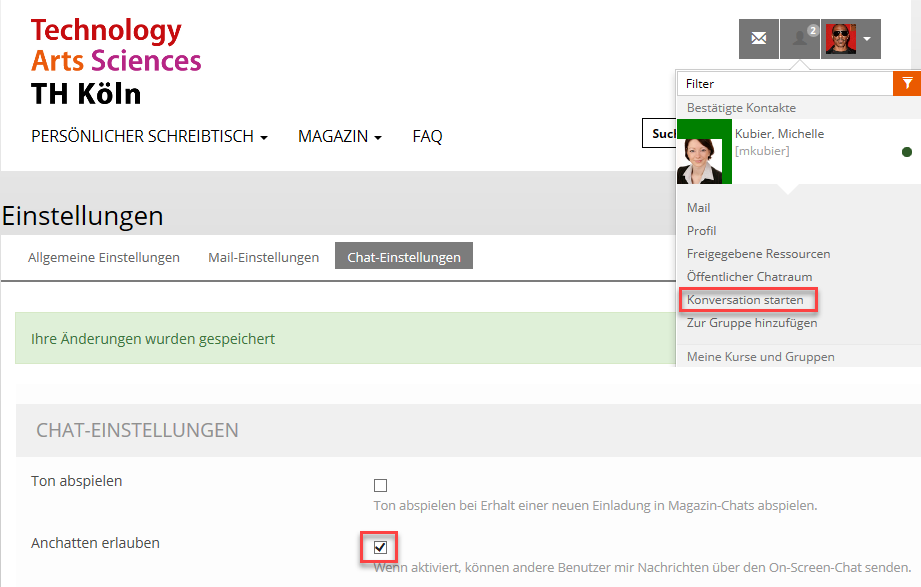 Technology
Arts Sciences
TH Köln
2
PERSÖNLICHER SCHREIBTISCH
MAGAZIN
FAQ
Filter
Bestätigte Kontakte
Kubier, Michelle
[mkubier]
Mail
Profil
Freigegebene Ressourcen
Öffentlicher Chatraum
Konversation starten
Zur Gruppe hinzufügen
Meine Kurse und Gruppen
Einstellungen
Allgemeine Einstellungen
Mail-Einstellungen
Chat-Einstellungen
Ihre Änderungen wurden gespeichert
CHAT-EINSTELLUNGEN
Ton abspielen
Ton abspielen bei Erhalt einer neuen Einladung in Magazin-Chats abspielen.
Anchatten erlauben
Wenn aktiviert, können andere Benutzer mir Nachrichten über den On-Screen-Chat senden.